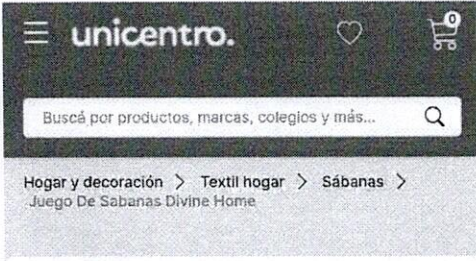 unicentro.
0
Buscá por productos, marcas, colegios y más...
Hogar y decoración > Textil hogar > Sábanas >
Juego De Sabanas Divine Home